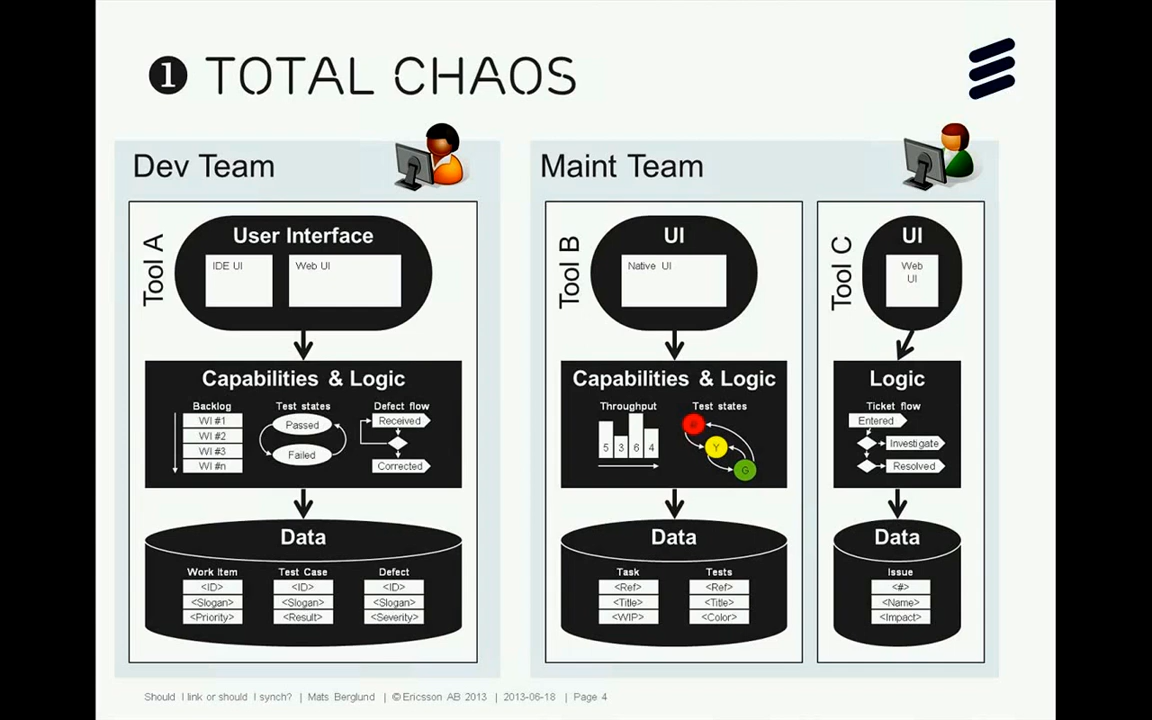 ❶ TOTAL CHAOS
Dev Team
Tool A
User Interface
IDE UI
Web UI
Capabilities & Logic
Backlog
WI #1
WI #2
WI #3
WI #n
Test states
Passed
Failed
Defect flow
Received
Corrected
Data
Work Item
<ID>
<Slogan>
<Priority>
Test Case
<ID>
<Slogan>
<Result>
Defect
<ID>
<Slogan>
<Severity>
Maint Team
Tool B
UI
Native UI
Capabilities & Logic
Throughput
5 3 6 4
Test states
R
Y
G
Data
Task
<Ref>
<Title>
<WIP>
Tests
<Ref>
<Title>
<Color>
Tool C
UI
Web
UI
Logic
Ticket flow
Entered
Investigate
Resolved
Data
Issue
<#>
<Name>
<Impact>
Should I link or should I synch? | Mats Berglund | © Ericsson AB 2013 | 2013-06-18 | Page 4